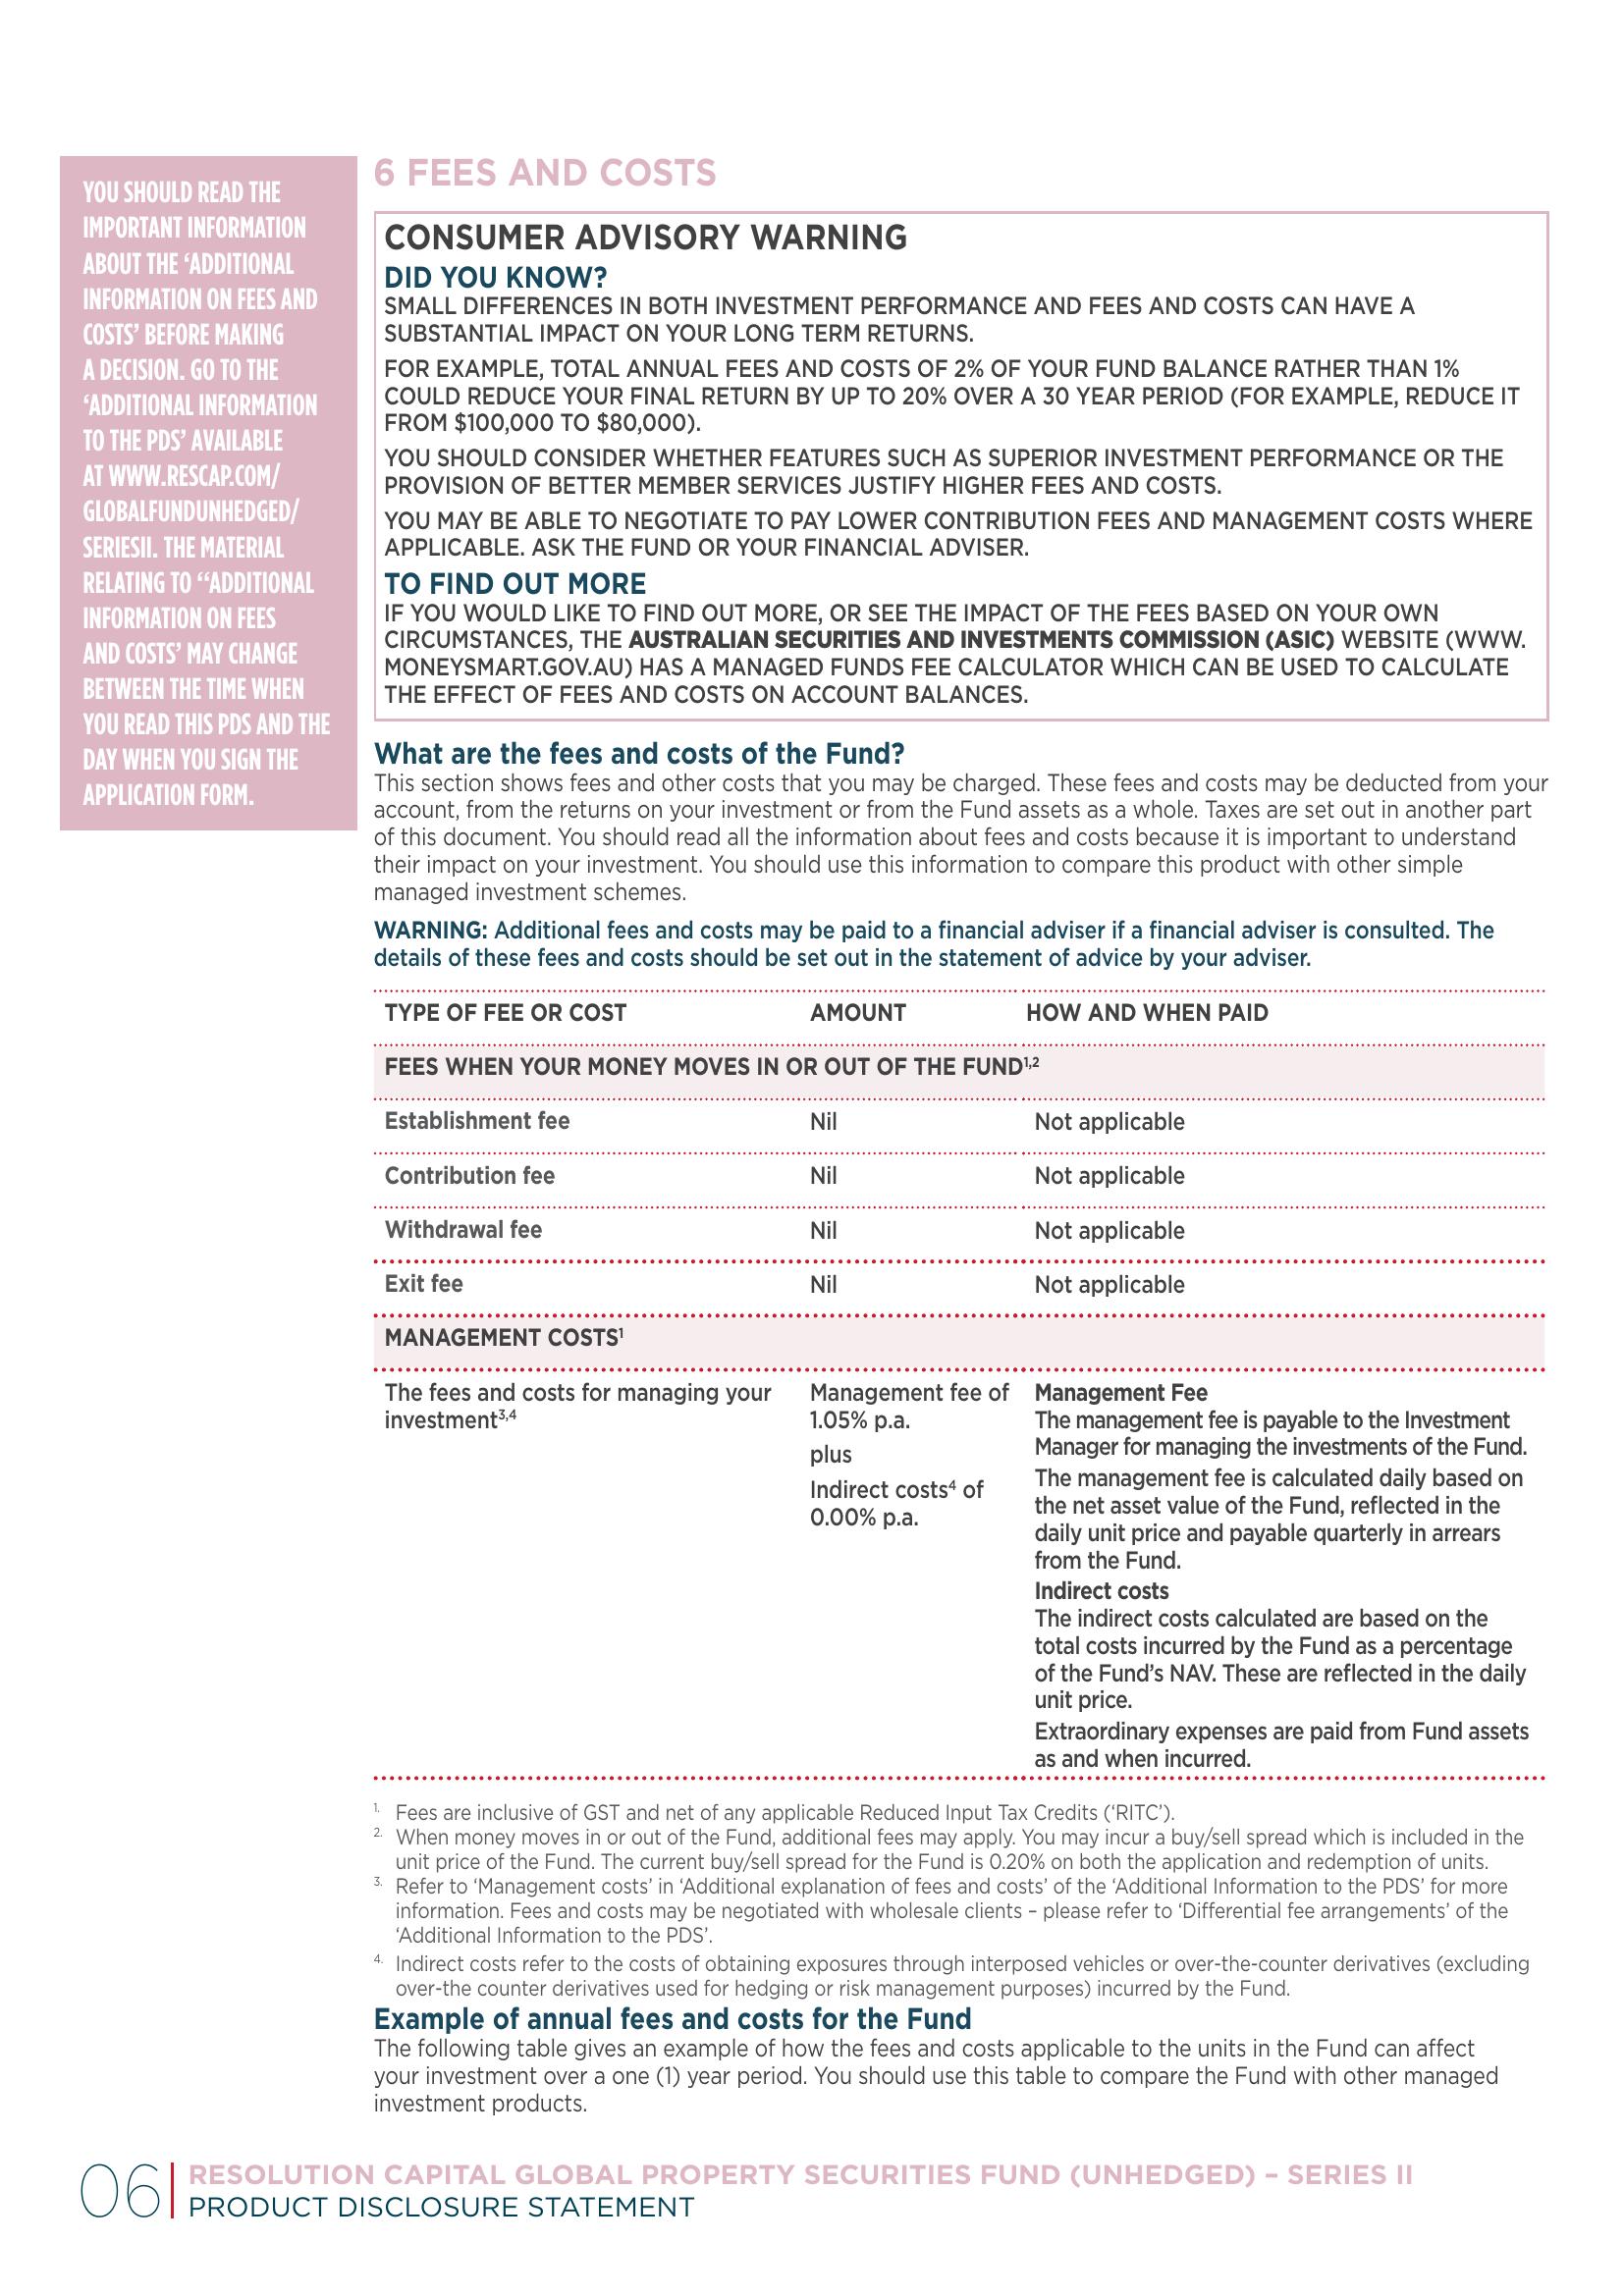 YOU SHOULD READ THE
IMPORTANT INFORMATION
ABOUT THE ‘ADDITIONAL
INFORMATION ON FEES AND
COSTS’ BEFORE MAKING
A DECISION. GO TO THE
‘ADDITIONAL INFORMATION
TO THE PDS’ AVAILABLE
AT WWW.RESCAP.COM/
GLOBALFUNDUNHEDGED/
SERIESII. THE MATERIAL
RELATING TO “ADDITIONAL
INFORMATION ON FEES
AND COSTS’ MAY CHANGE
BETWEEN THE TIME WHEN
YOU READ THIS PDS AND THE
DAY WHEN YOU SIGN THE
APPLICATION FORM.
6 FEES AND COSTS
CONSUMER ADVISORY WARNING
DID YOU KNOW?
SMALL DIFFERENCES IN BOTH INVESTMENT PERFORMANCE AND FEES AND COSTS CAN HAVE A
SUBSTANTIAL IMPACT ON YOUR LONG TERM RETURNS.
FOR EXAMPLE, TOTAL ANNUAL FEES AND COSTS OF 2% OF YOUR FUND BALANCE RATHER THAN 1%
COULD REDUCE YOUR FINAL RETURN BY UP TO 20% OVER A 30 YEAR PERIOD (FOR EXAMPLE, REDUCE IT
FROM $100,000 TO $80,000).
YOU SHOULD CONSIDER WHETHER FEATURES SUCH AS SUPERIOR INVESTMENT PERFORMANCE OR THE
PROVISION OF BETTER MEMBER SERVICES JUSTIFY HIGHER FEES AND COSTS.
YOU MAY BE ABLE TO NEGOTIATE TO PAY LOWER CONTRIBUTION FEES AND MANAGEMENT COSTS WHERE
APPLICABLE. ASK THE FUND OR YOUR FINANCIAL ADVISER.
TO FIND OUT MORE
IF YOU WOULD LIKE TO FIND OUT MORE, OR SEE THE IMPACT OF THE FEES BASED ON YOUR OWN
CIRCUMSTANCES, THE AUSTRALIAN SECURITIES AND INVESTMENTS COMMISSION (ASIC) WEBSITE (WWW.
MONEYSMART.GOV.AU) HAS A MANAGED FUNDS FEE CALCULATOR WHICH CAN BE USED TO CALCULATE
THE EFFECT OF FEES AND COSTS ON ACCOUNT BALANCES.
What are the fees and costs of the Fund?
This section shows fees and other costs that you may be charged. These fees and costs may be deducted from your
account, from the returns on your investment or from the Fund assets as a whole. Taxes are set out in another part
of this document. You should read all the information about fees and costs because it is important to understand
their impact on your investment. You should use this information to compare this product with other simple
managed investment schemes.
WARNING: Additional fees and costs may be paid to a financial adviser if a financial adviser is consulted. The
details of these fees and costs should be set out in the statement of advice by your adviser.
TYPE OF FEE OR COST AMOUNT HOW AND WHEN PAID
FEES WHEN YOUR MONEY MOVES IN OR OUT OF THE FUND1,2
Establishment fee Nil Not applicable
Contribution fee Nil Not applicable
Withdrawal fee Nil Not applicable
Exit fee Nil Not applicable
MANAGEMENT COSTS1
The fees and costs for managing your
investment3,4
Management fee of
1.05% p.a.
plus
Indirect costs4 of
0.00% p.a.
Management Fee
The management fee is payable to the Investment
Manager for managing the investments of the Fund.
The management fee is calculated daily based on
the net asset value of the Fund, reflected in the
daily unit price and payable quarterly in arrears
from the Fund.
Indirect costs
The indirect costs calculated are based on the
total costs incurred by the Fund as a percentage
of the Fund’s NAV. These are reflected in the daily
unit price.
Extraordinary expenses are paid from Fund assets
as and when incurred.
1. Fees are inclusive of GST and net of any applicable Reduced Input Tax Credits (‘RITC’).
2. When money moves in or out of the Fund, additional fees may apply. You may incur a buy/sell spread which is included in the
unit price of the Fund. The current buy/sell spread for the Fund is 0.20% on both the application and redemption of units.
3. Refer to ‘Management costs’ in ‘Additional explanation of fees and costs’ of the ‘Additional Information to the PDS’ for more
information. Fees and costs may be negotiated with wholesale clients – please refer to ‘Differential fee arrangements’ of the
‘Additional Information to the PDS’.
4. Indirect costs refer to the costs of obtaining exposures through interposed vehicles or over-the-counter derivatives (excluding
over-the counter derivatives used for hedging or risk management purposes) incurred by the Fund.
Example of annual fees and costs for the Fund
The following table gives an example of how the fees and costs applicable to the units in the Fund can affect
your investment over a one (1) year period. You should use this table to compare the Fund with other managed
investment products.
06 RESOLUTION CAPITAL GLOBAL PROPERTY SECURITIES FUND (UNHEDGED) – SERIES II
PRODUCT DISCLOSURE STATEMENT